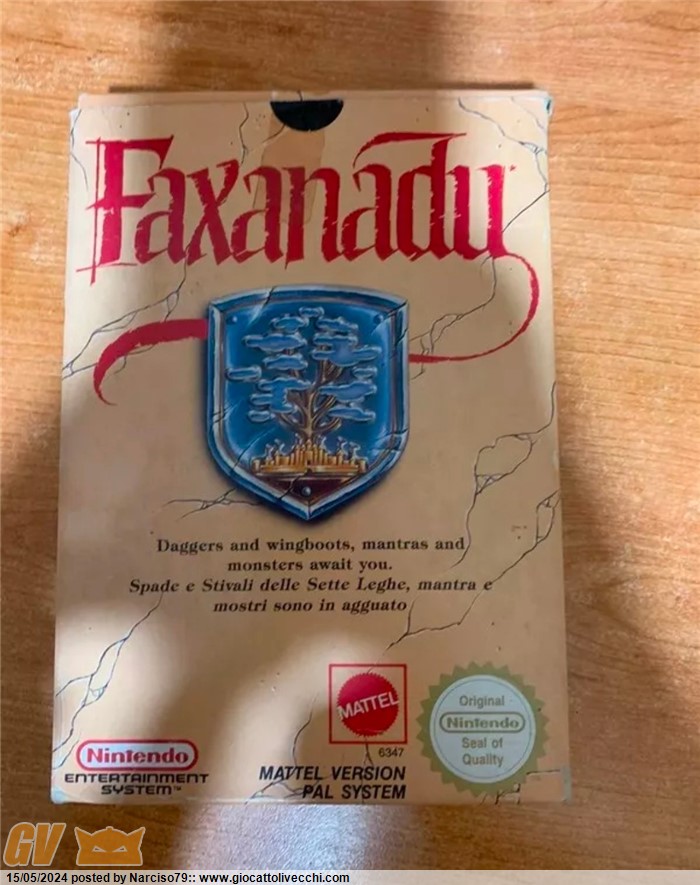 Faxanadu
Daggers and wingboots, mantras and
monsters await you.
Spade e Stivali delle Sette Leghe, mantra e
mostri sono in agguato
MATTEL
6347
MATTEL VERSION
PAL SYSTEM
Original
Nintendo
Seal of
Quality
Nintendo
ENTERTAINMENT
SYSTEM™
GV
15/05/2024 posted by Narciso79:: www.giocattolivecchi.com